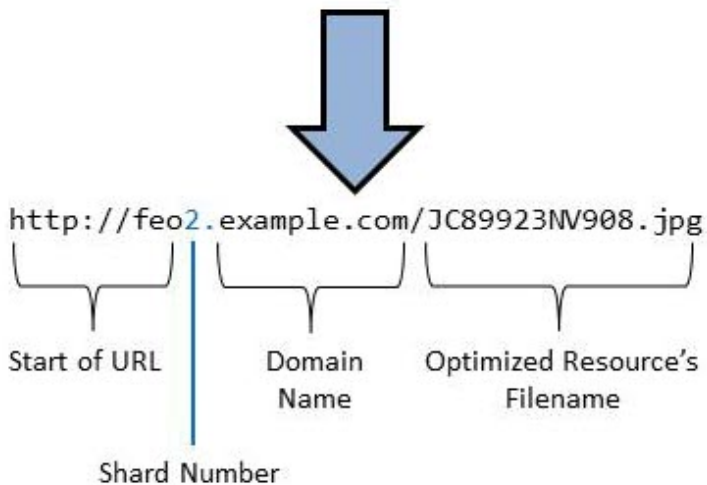 http://feo2.example.com/JC89923NV908.jpg
Start of URL
Domain
Name
Optimized Resource's
Filename
Shard Number